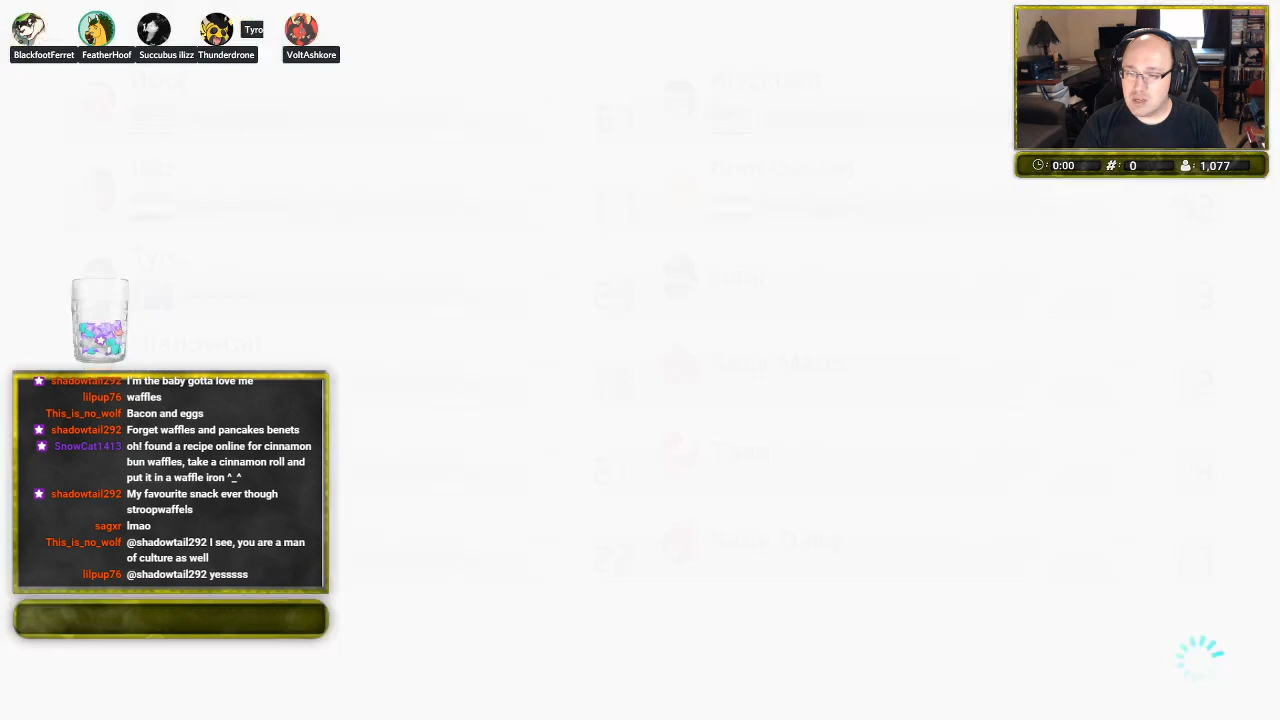 Tyro
BlackfootFerret FeatherHoof Succubus ilizz Thunderdrone VoltAshkore
0:00 #: 0 : 1,077
shadowtail292 I'm the baby gotta love me
lilpup76 waffles
This_is_no_wolf Bacon and eggs
shadowtail292 Forget waffles and pancakes benets
SnowCat1413 oh! found a recipe online for cinnamon
bun waffles, take a cinnamon roll and
put it in a waffle iron ^_^
shadowtail292 My favourite snack ever though
stroopwaffels
sagxr lmao
This_is_no_wolf @shadowtail292 I see, you are a man
of culture as well
lilpup76 @shadowtail292 yesssss